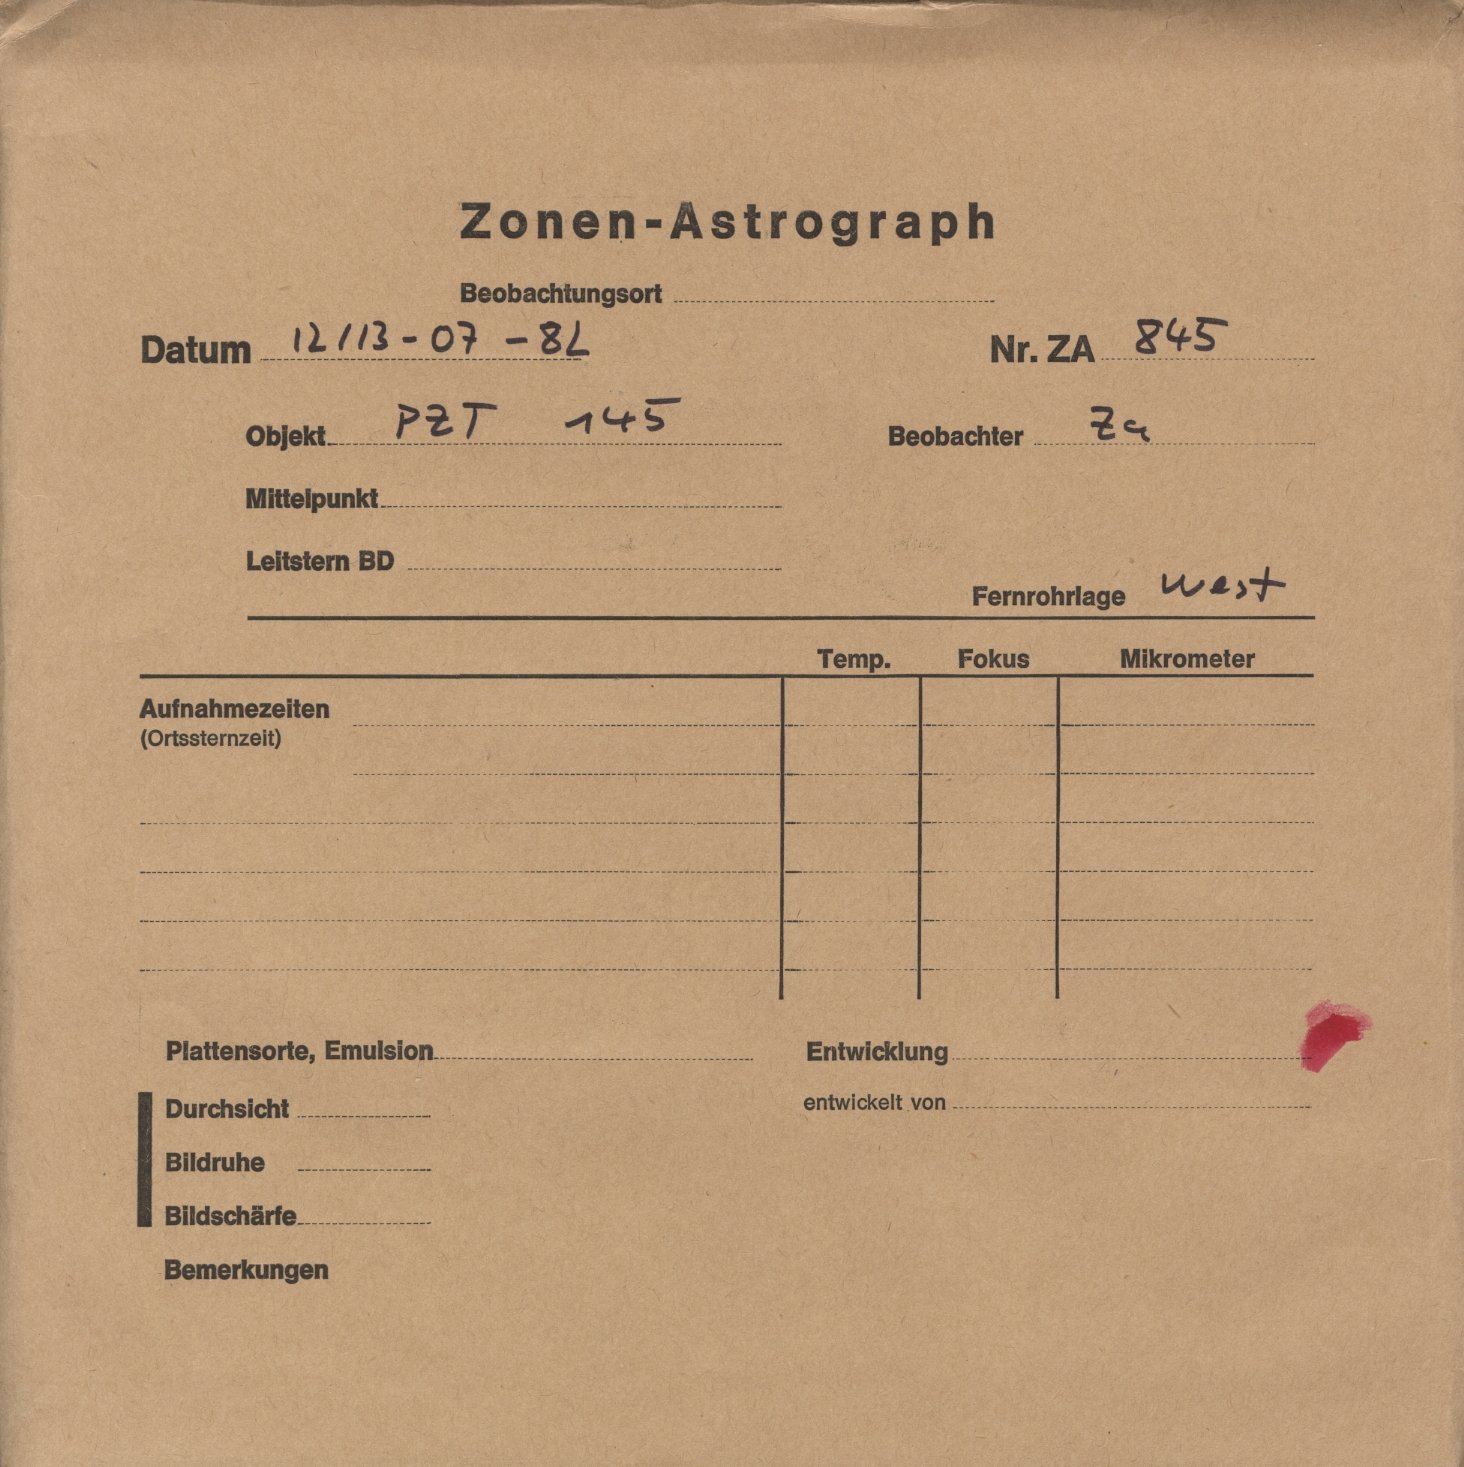 Zonen-Astrograph
Beobachtungsort
Datum 12/13-07-82 Nr. ZA 845
Objekt PZT 145 Beobachter Za
Mittelpunkt
Leitstern BD
Fernrohrlage West
Temp. Fokus Mikrometer
Aufnahmezeiten
(Ortssternzeit)
Plattensorte, Emulsion Entwicklung
Durchsicht entwickelt von
Bildruhe
Bildschärfe
Bemerkungen